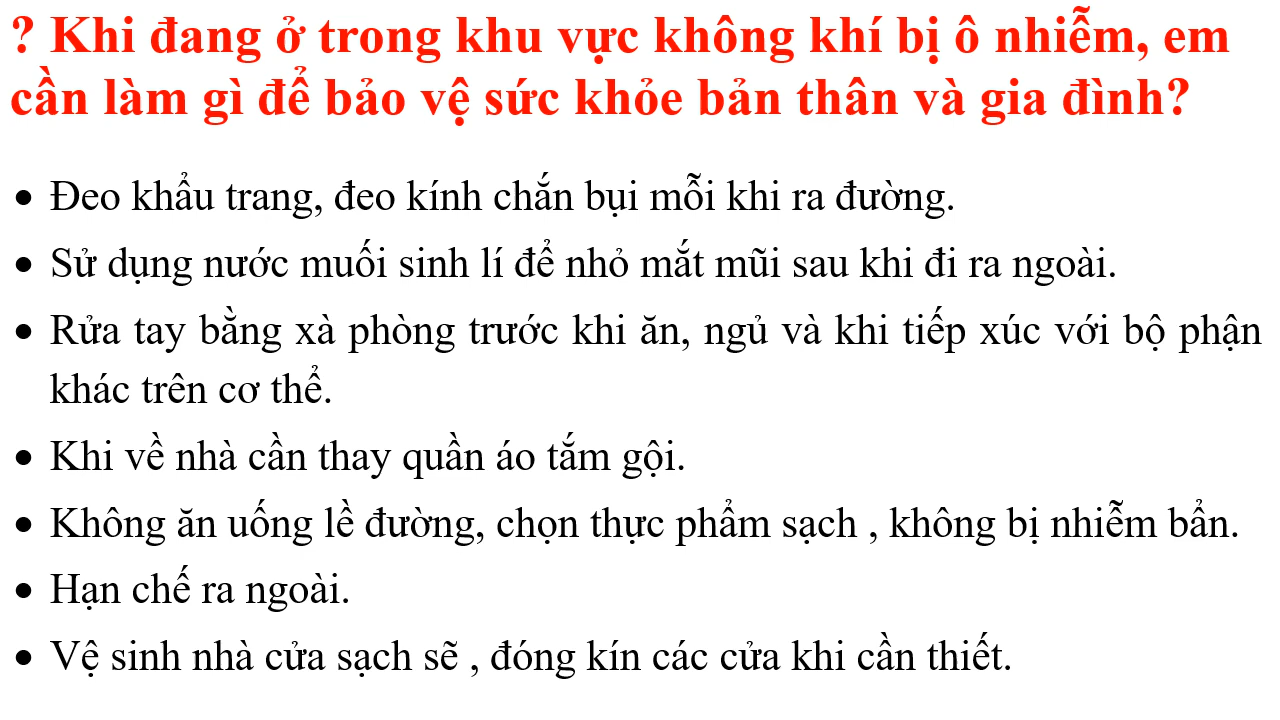 ? Khi đang ở trong khu vực không khí bị ô nhiễm, em
cần làm gì để bảo vệ sức khỏe bản thân và gia đình?
• Đeo khẩu trang, đeo kính chắn bụi mỗi khi ra đường.
• Sử dụng nước muối sinh lí để nhỏ mắt mũi sau khi đi ra ngoài.
• Rửa tay bằng xà phòng trước khi ăn, ngủ và khi tiếp xúc với bộ phận
khác trên cơ thể.
• Khi về nhà cần thay quần áo tắm gội.
• Không ăn uống lề đường, chọn thực phẩm sạch , không bị nhiễm bẩn.
• Hạn chế ra ngoài.
• Vệ sinh nhà cửa sạch sẽ , đóng kín các cửa khi cần thiết.